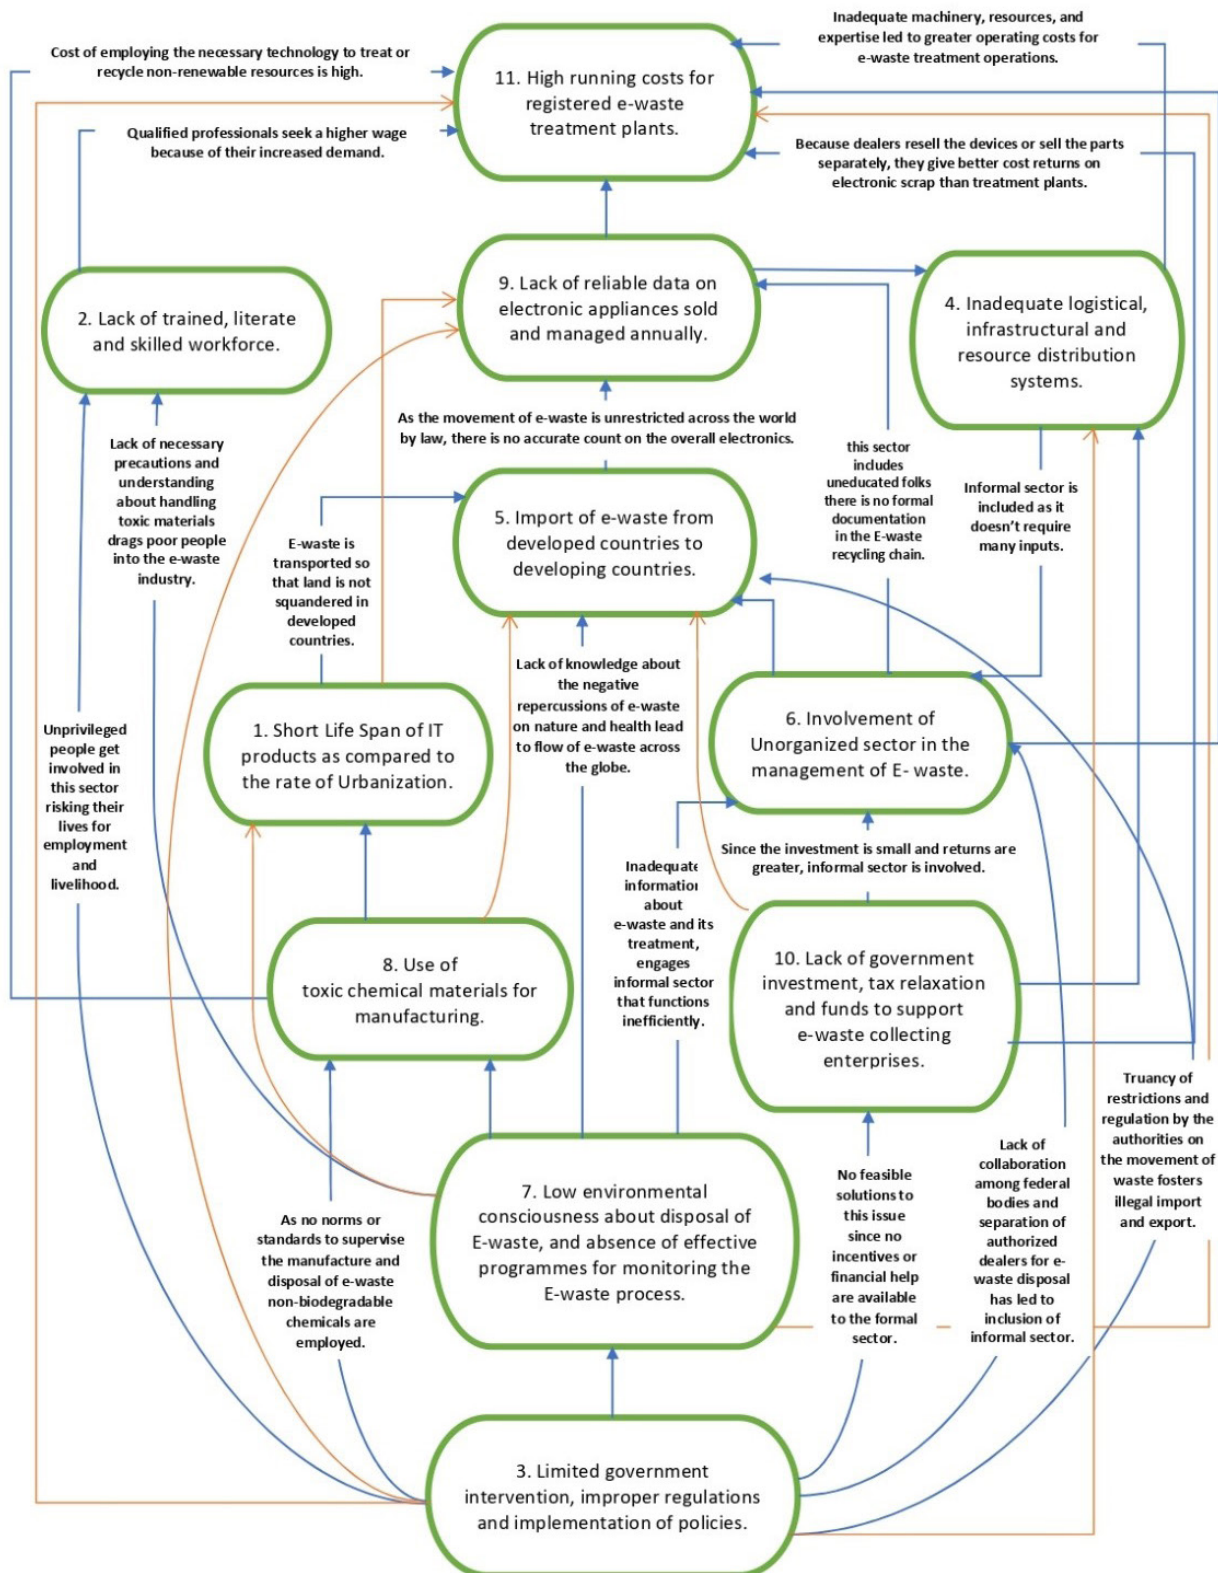 Cost of employing the necessary technology to treat or
recycle non-renewable resources is high.
Inadequate machinery, resources, and
expertise led to greater operating costs for
e-waste treatment operations.
11. High running costs for
registered e-waste
treatment plants.
Qualified professionals seek a higher wage
because of their increased demand.
Because dealers resell the devices or sell the parts
separately, they give better cost returns on
electronic scrap than treatment plants.
2. Lack of trained, literate
and skilled workforce.
9. Lack of reliable data on
electronic appliances sold
and managed annually.
4. Inadequate logistical,
infrastructural and
resource distribution
systems.
As the movement of e-waste is unrestricted across the world
by law, there is no accurate count on the overall electronics.
Lack of necessary
precautions and
understanding
about handling
toxic materials
drags poor people
into the e-waste
industry.
this sector
includes
uneducated folks
there is no formal
documentation
in the E-waste
recycling chain.
Informal sector is
included as it
doesn't require
many inputs.
E-waste is
transported so
that land is not
squandered in
developed
countries.
5. Import of e-waste from
developed countries to
developing countries.
Lack of knowledge about
the negative
repercussions of e-waste
on nature and health lead
to flow of e-waste across
the globe.
Unprivileged
people get
involved in
this sector
risking their
lives for
employment
and
livelihood.
1. Short Life Span of IT
products as compared to
the rate of Urbanization.
6. Involvement of
Unorganized sector in the
management of E- waste.
Since the investment is small and returns are
greater, informal sector is involved.
Inadequate
information
about
e-waste and its
treatment,
engages
informal sector
that functions
inefficiently.
8. Use of
toxic chemical materials for
manufacturing.
10. Lack of government
investment, tax relaxation
and funds to support
e-waste collecting
enterprises.
Truancy of
restrictions and
regulation by the
authorities on
the movement of
waste fosters
illegal import
and export.
Lack of
collaboration
among federal
bodies and
separation of
authorized
dealers for e-
waste disposal
has led to
inclusion of
informal sector.
No feasible
solutions to
this issue
since no
incentives or
financial help
are available
to the formal
sector.
7. Low environmental
consciousness about disposal of
E-waste, and absence of effective
programmes for monitoring the
E-waste process.
As no norms or
standards to supervise
the manufacture and
disposal of e-waste
non-biodegradable
chemicals are
employed.
3. Limited government
intervention, improper regulations
and implementation of policies.